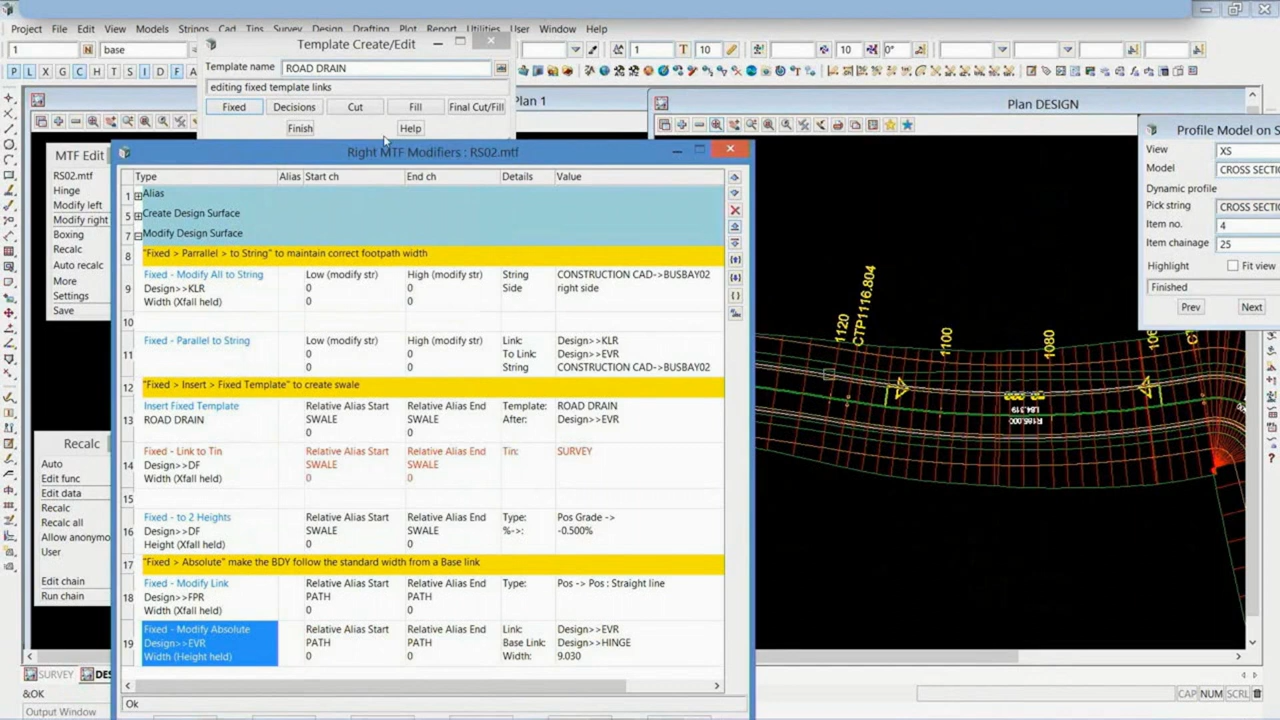 Project File Edit View Models Strings cad Tins Survey Design Drafting Plot Report Utilities User Window Help
Template Create/Edit
1 N base 1 T 10 10 0°
Template name ROAD DRAIN
P L X G C H T S I D F A
editing fixed template links
Plan 1
Plan DESIGN
Fixed Decisions Cut Fill Final Cut/Fill
Finish Help
Profile Model on S
View XS
Model CROSS SECTI
Dynamic profile
Pick string CROSS SECTI
Item no. 4
Item chainage 25
Highlight Fit view
Finished
Prev Next
MTF Edit
RS02.mtf
Hinge
Modify left
Modify right
Boxing
Recalc
Auto recalc
More
Settings
Save
Right MTF Modifiers : RS02.mtf
Type Alias Start ch End ch Details Value
1 Alias
5 Create Design Surface
7 Modify Design Surface
8 "Fixed > Parrallel > to String" to maintain correct footpath width
Fixed - Modify All to String Low (modify str) High (modify str) String CONSTRUCTION CAD->BUSBAY02
9 Design>>KLR 0 0 Side right side
Width (Xfall held) 0 0
10
Fixed - Parallel to String Low (modify str) High (modify str) Link: Design>>KLR
11 0 0 To Link: Design>>EVR
0 0 String CONSTRUCTION CAD->BUSBAY02
12 "Fixed > Insert > Fixed Template" to create swale
Insert Fixed Template Relative Alias Start Relative Alias End Template: ROAD DRAIN
13 ROAD DRAIN SWALE SWALE After: Design>>EVR
0 0
Fixed - Link to Tin Relative Alias Start Relative Alias End Tin: SURVEY
14 Design>>DF SWALE SWALE
Width (Xfall held) 0 0
15
Fixed - to 2 Heights Relative Alias Start Relative Alias End Type: Pos Grade ->
16 Design>>DF SWALE SWALE %->: -0.500%
Height (Xfall held) 0 0
17 "Fixed > Absolute" make the BDY follow the standard width from a Base link
Fixed - Modify Link Relative Alias Start Relative Alias End Type: Pos -> Pos : Straight line
18 Design>>FPR PATH PATH
Width (Xfall held) 0 0
Fixed - Modify Absolute Relative Alias Start Relative Alias End Link: Design>>EVR
19 Design>>EVR PATH PATH Base Link: Design>>HINGE
Width (Height held) 0 0 Width: 9.030
Ok
Recalc
Auto
Edit func
Edit data
Recalc
Recalc all
Allow anonymo
User
Edit chain
Run chain
1120
CTP1116.804
1100
1080
L84.319
R165.000
SURVEY
DES
&OK
Output Window
CAP NUM SCRL